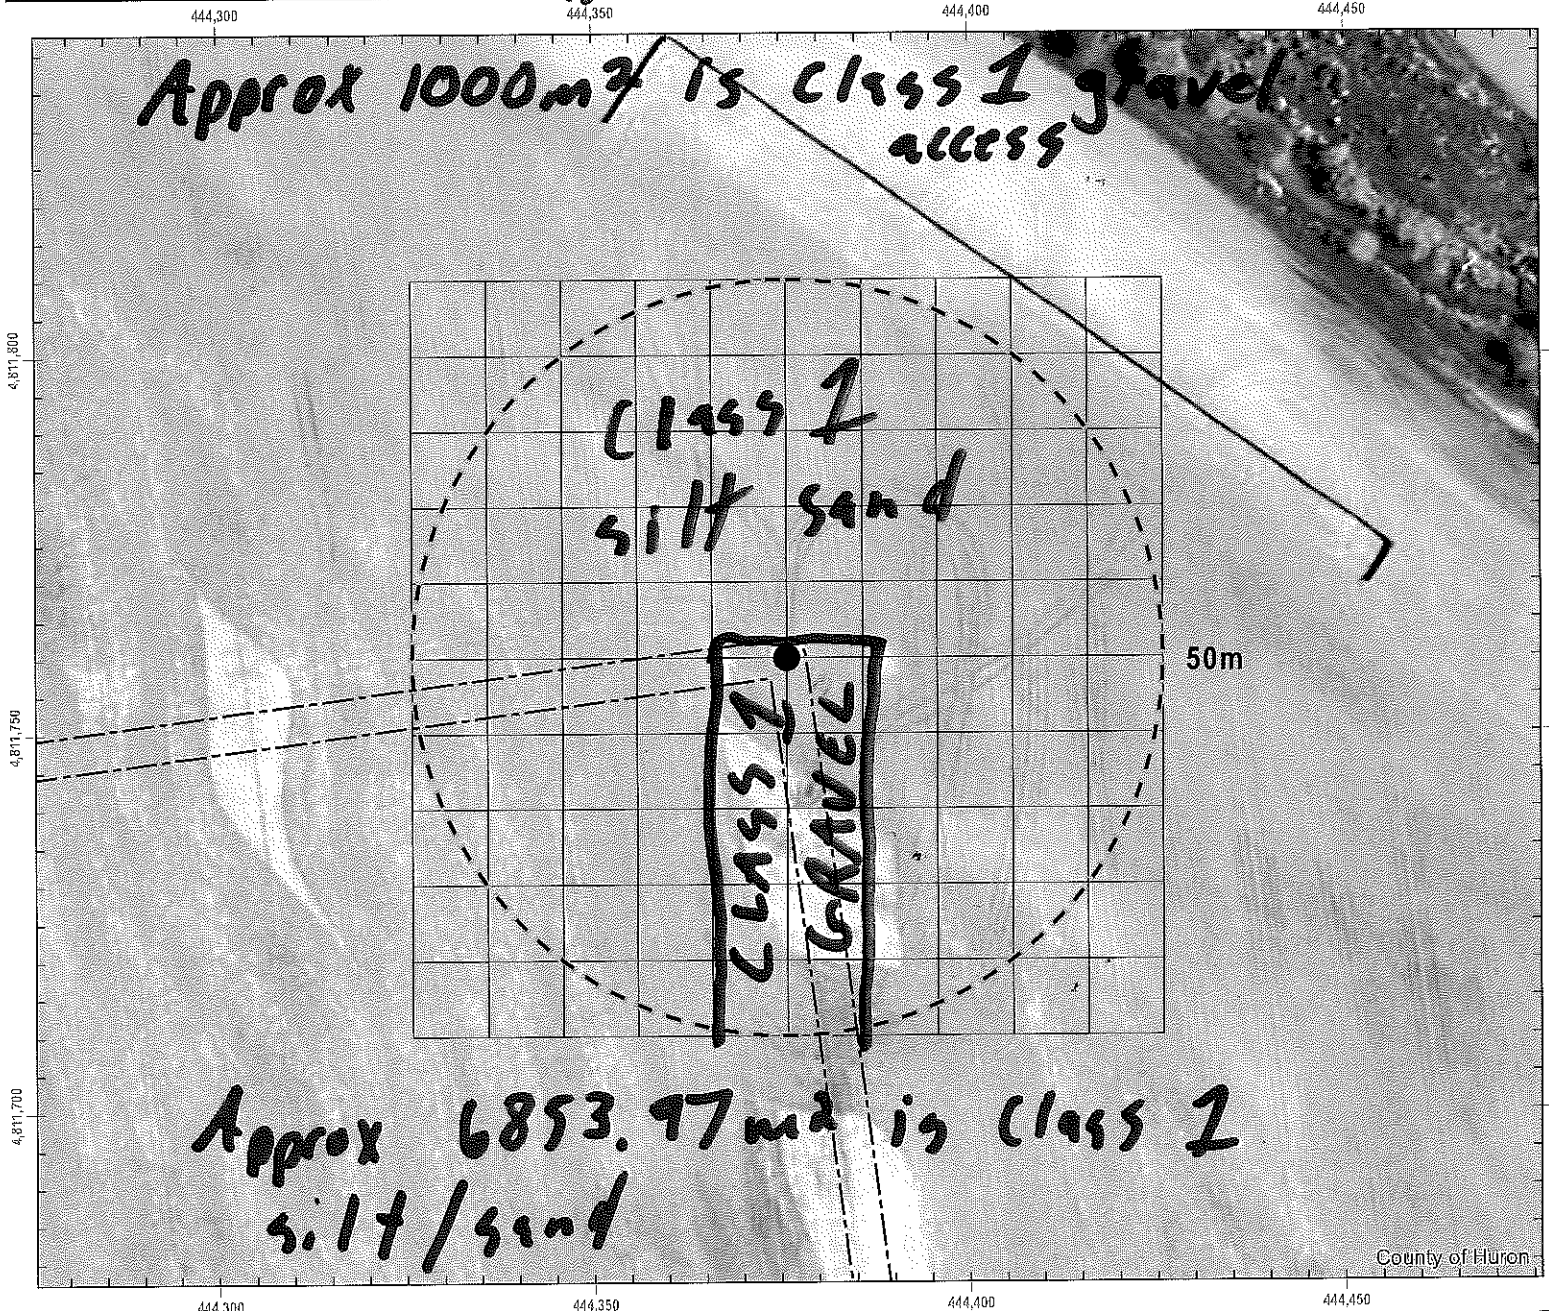 444,300 444,350 444,400 444,450
Approx 1000m² is Class 1 gravel
access
4,811,800
Class 1
silt sand
50m
4,811,750
CLASS 1
GRAVEL
4,811,700
Approx 6853.97m² is Class 1
silt/sand
County of Huron
444,300 444,350 444,400 444,450